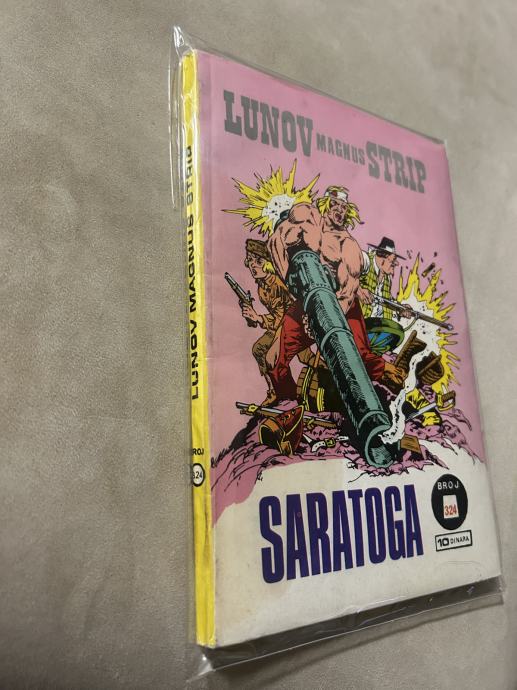 LUNOV MAGNUS STRIP
SARATOGA
BROJ
324
10 DINARA
LUNOV MAGNUS STRIP
BROJ
324